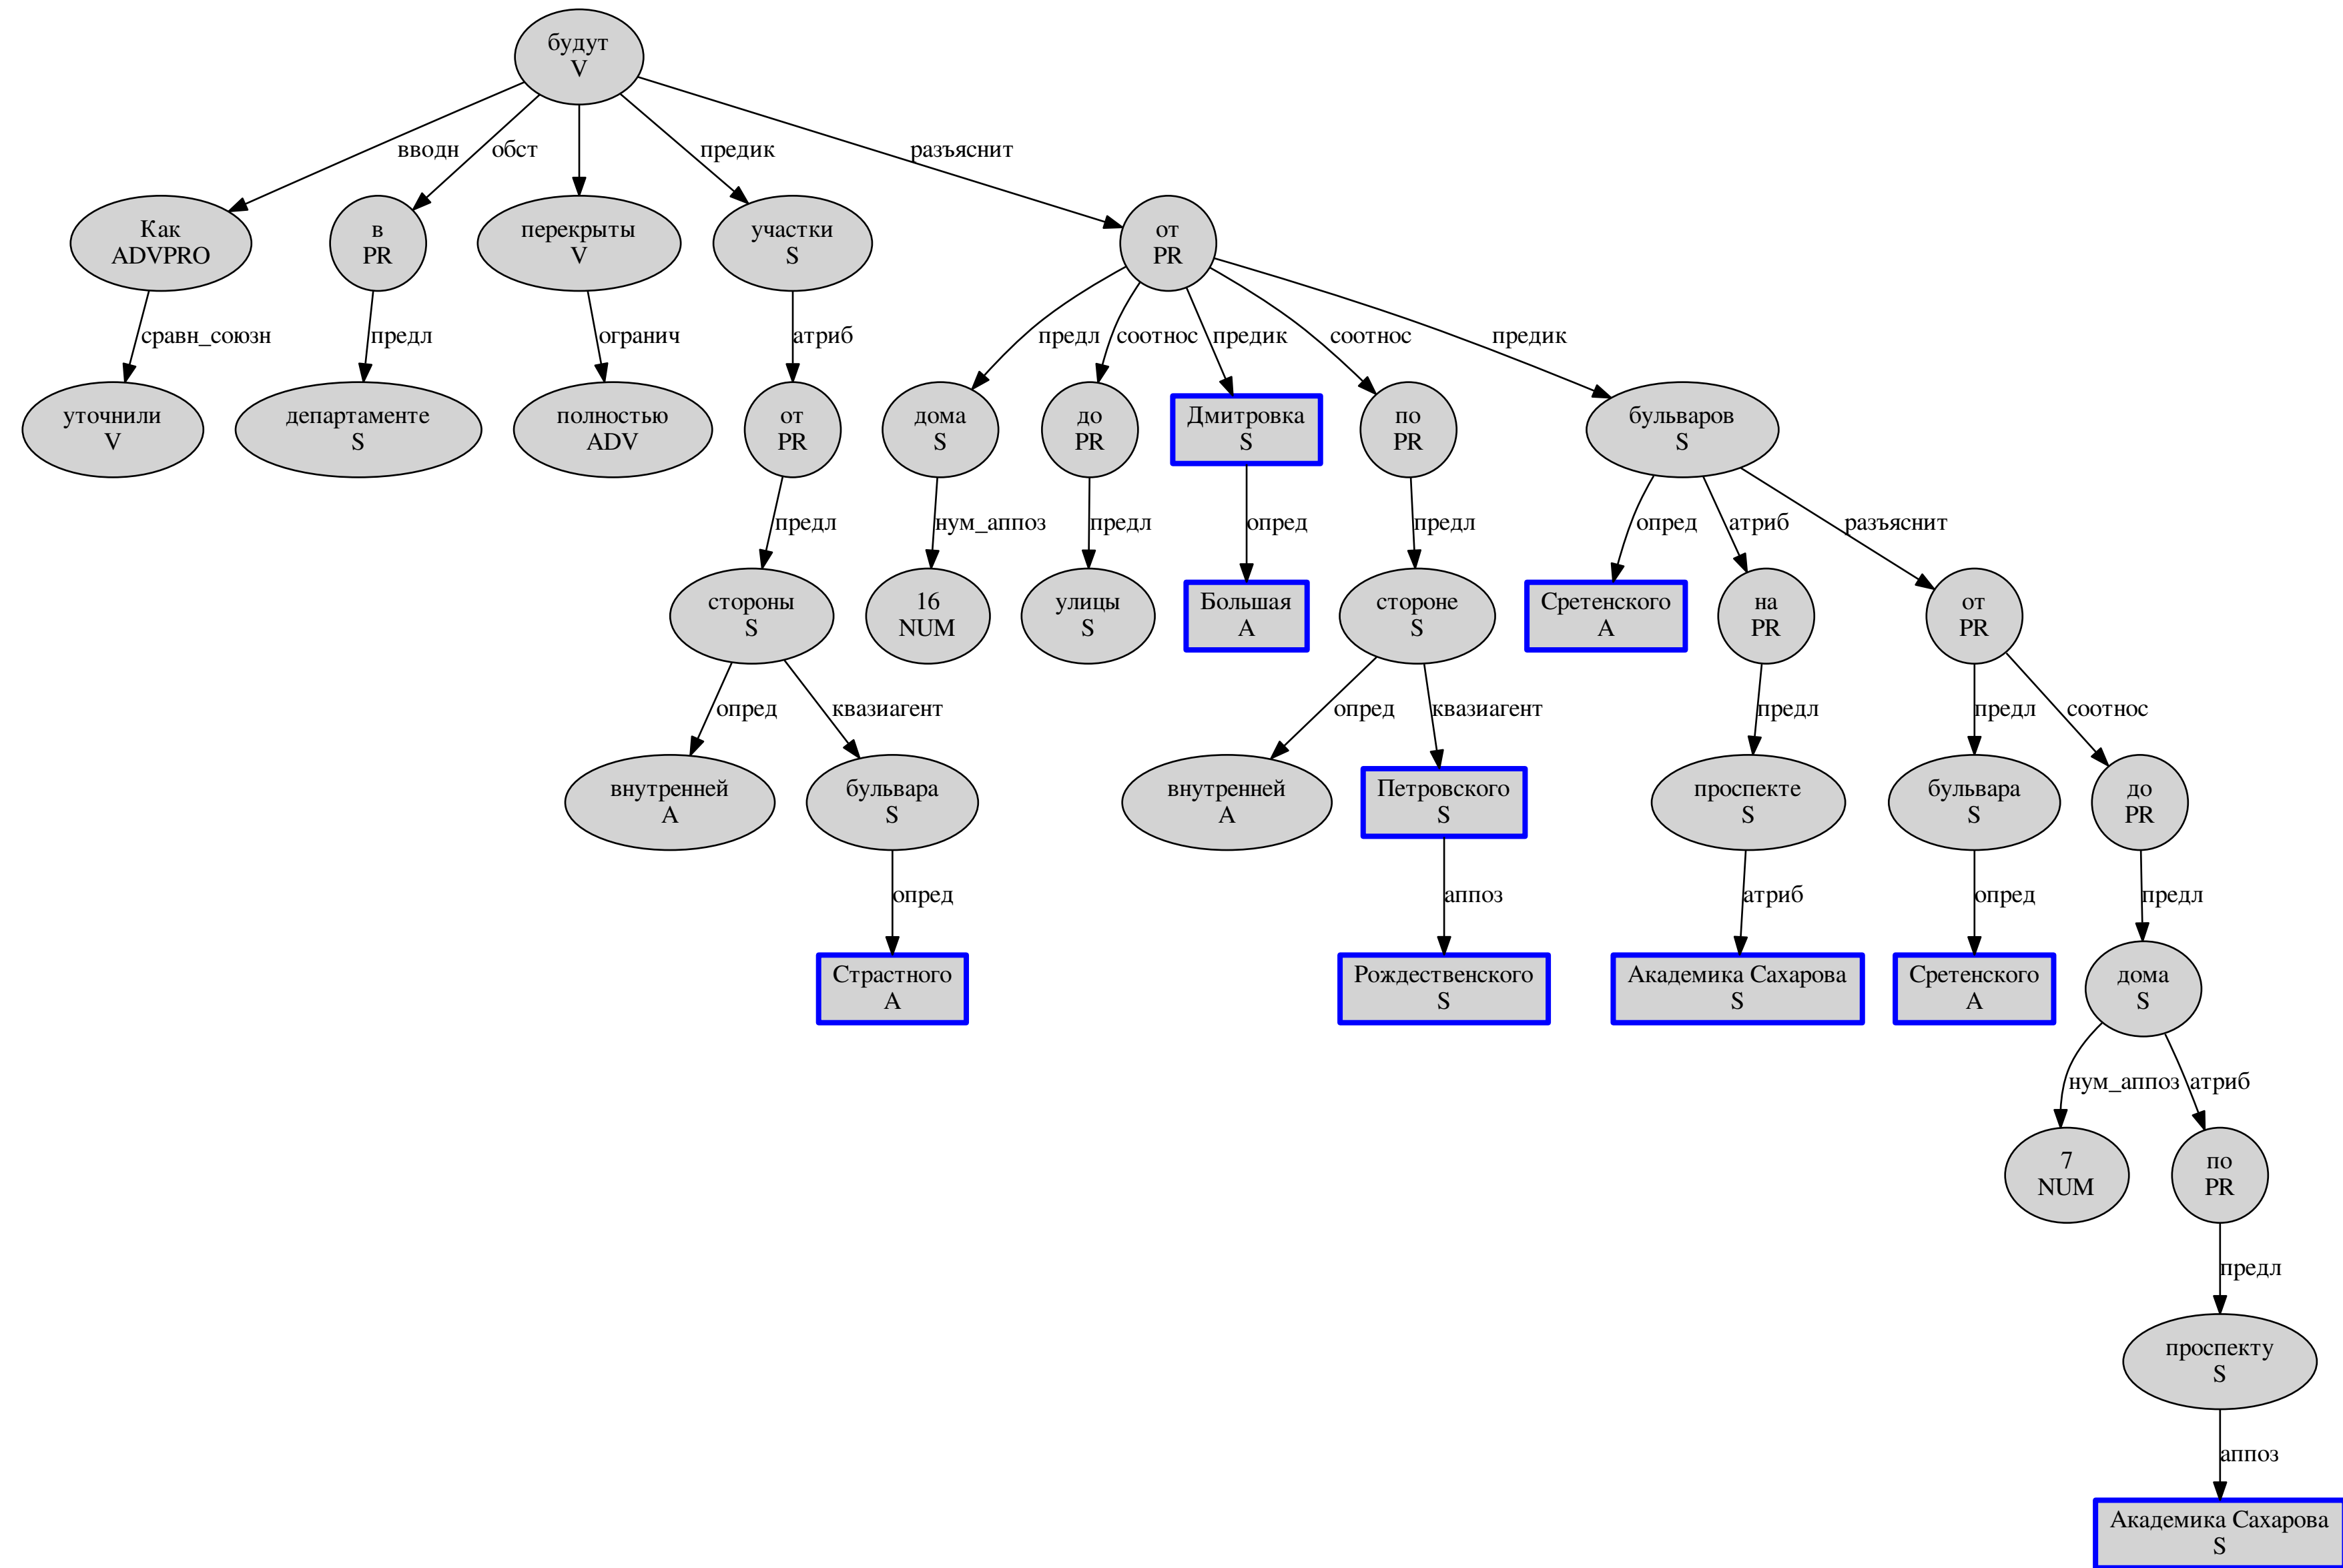 будут
V
вводн
обст
предик
разъяснит
Как
ADVPRO
в
PR
перекрыты
V
участки
S
от
PR
сравн_союзн
предл
огранич
атриб
предл
соотнос
предик
соотнос
предик
уточнили
V
департаменте
S
полностью
ADV
от
PR
дома
S
до
PR
Дмитровка
S
по
PR
бульваров
S
предл
нум_аппоз
предл
опред
предл
опред
атриб
разъяснит
стороны
S
16
NUM
улицы
S
Большая
A
стороне
S
Сретенского
A
на
PR
от
PR
опред
квазиагент
опред
квазиагент
предл
предл
соотнос
внутренней
A
бульвара
S
внутренней
A
Петровского
S
проспекте
S
бульвара
S
до
PR
опред
аппоз
атриб
опред
предл
Страстного
A
Рождественского
S
Академика Сахарова
S
Сретенского
A
дома
S
нум_аппоз
атриб
7
NUM
по
PR
предл
проспекту
S
аппоз
Академика Сахарова
S